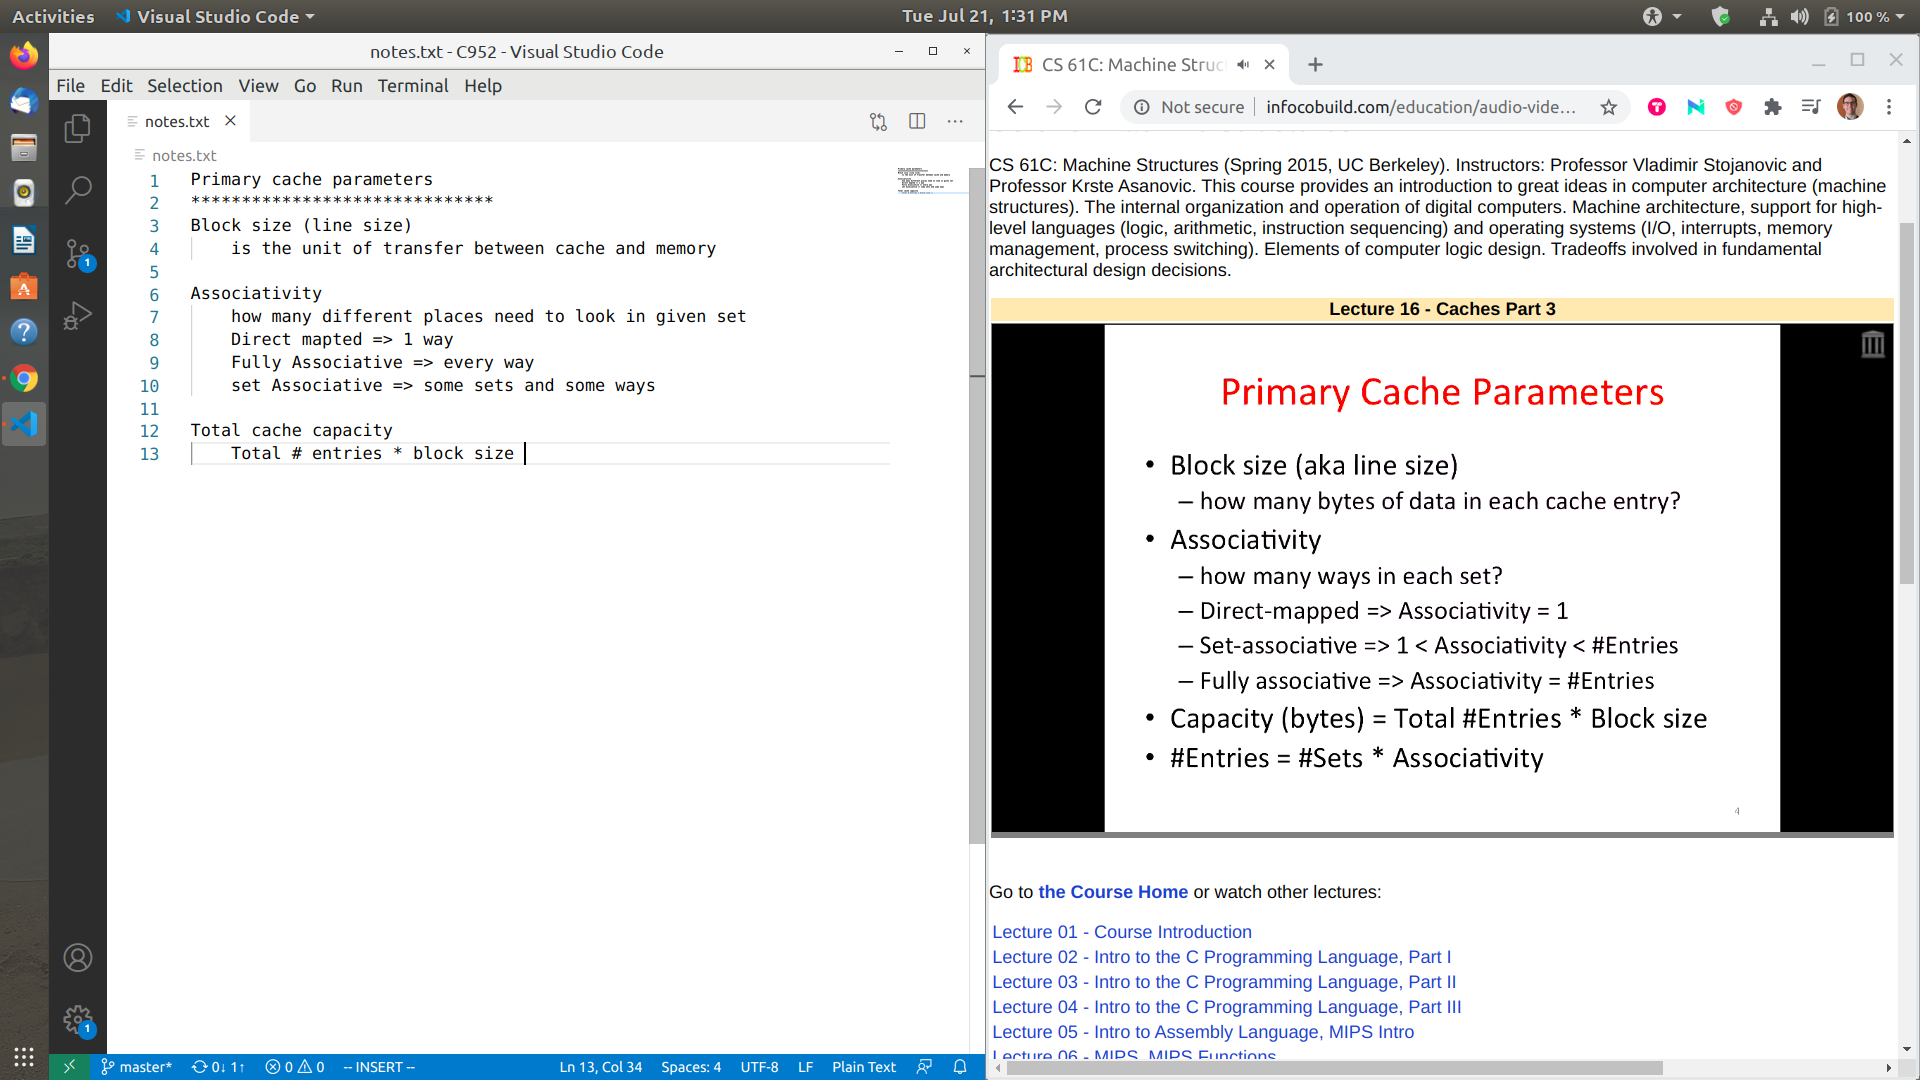 Activities Visual Studio Code Tue Jul 21, 1:31 PM 100 %
notes.txt - C952 - Visual Studio Code
File Edit Selection View Go Run Terminal Help
notes.txt
notes.txt
1 Primary cache parameters
2 ******************************
3 Block size (line size)
4 is the unit of transfer between cache and memory
5
6 Associativity
7 how many different places need to look in given set
8 Direct mapted => 1 way
9 Fully Associative => every way
10 set Associative => some sets and some ways
11
12 Total cache capacity
13 Total # entries * block size
1
1
master* 0↓ 1↑ 0 0 -- INSERT -- Ln 13, Col 34 Spaces: 4 UTF-8 LF Plain Text
CS 61C: Machine Struc
Not secure infocobuild.com/education/audio-vide...
CS 61C: Machine Structures (Spring 2015, UC Berkeley). Instructors: Professor Vladimir Stojanovic and
Professor Krste Asanovic. This course provides an introduction to great ideas in computer architecture (machine
structures). The internal organization and operation of digital computers. Machine architecture, support for high-
level languages (logic, arithmetic, instruction sequencing) and operating systems (I/O, interrupts, memory
management, process switching). Elements of computer logic design. Tradeoffs involved in fundamental
architectural design decisions.
Lecture 16 - Caches Part 3
Primary Cache Parameters
• Block size (aka line size)
– how many bytes of data in each cache entry?
• Associativity
– how many ways in each set?
– Direct-mapped => Associativity = 1
– Set-associative => 1 < Associativity < #Entries
– Fully associative => Associativity = #Entries
• Capacity (bytes) = Total #Entries * Block size
• #Entries = #Sets * Associativity
4
Go to the Course Home or watch other lectures:
Lecture 01 - Course Introduction
Lecture 02 - Intro to the C Programming Language, Part I
Lecture 03 - Intro to the C Programming Language, Part II
Lecture 04 - Intro to the C Programming Language, Part III
Lecture 05 - Intro to Assembly Language, MIPS Intro
Lecture 06 - MIPS, MIPS Functions